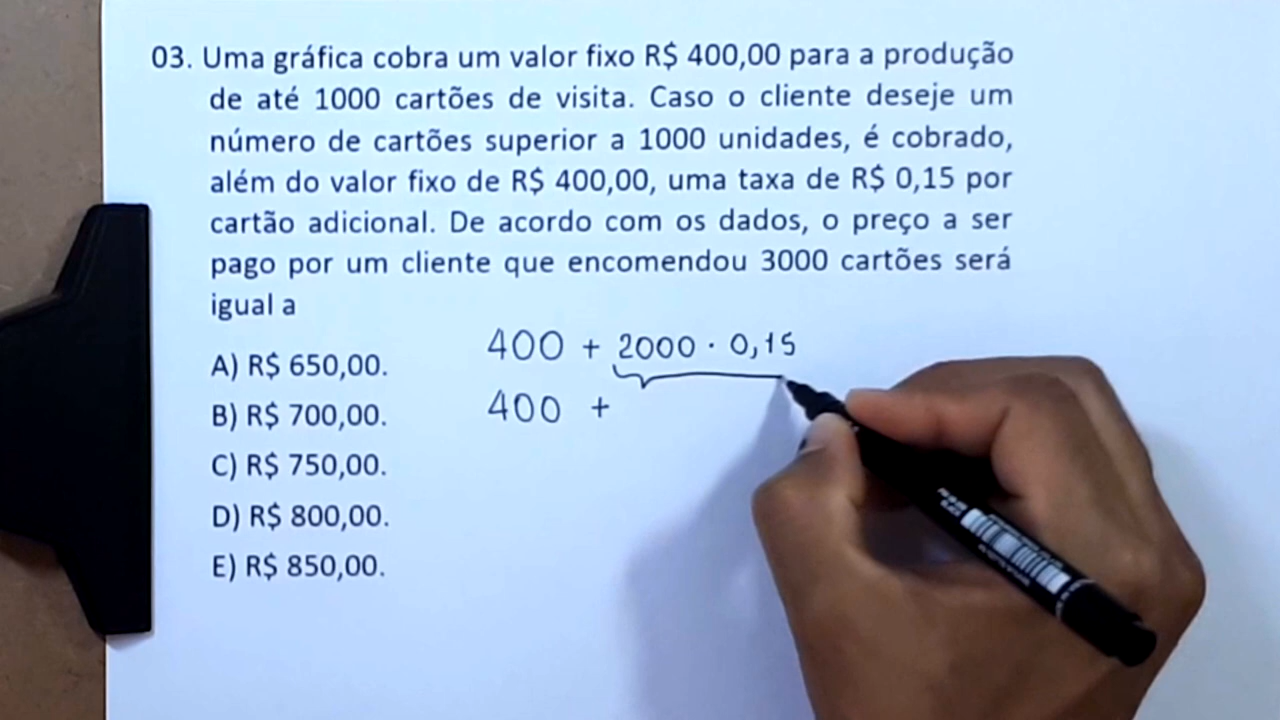 03. Uma gráfica cobra um valor fixo R$ 400,00 para a produção
de até 1000 cartões de visita. Caso o cliente deseje um
número de cartões superior a 1000 unidades, é cobrado,
além do valor fixo de R$ 400,00, uma taxa de R$ 0,15 por
cartão adicional. De acordo com os dados, o preço a ser
pago por um cliente que encomendou 3000 cartões será
igual a
A) R$ 650,00.
B) R$ 700,00.
C) R$ 750,00.
D) R$ 800,00.
E) R$ 850,00.
400 + 2000 · 0,15
400 +